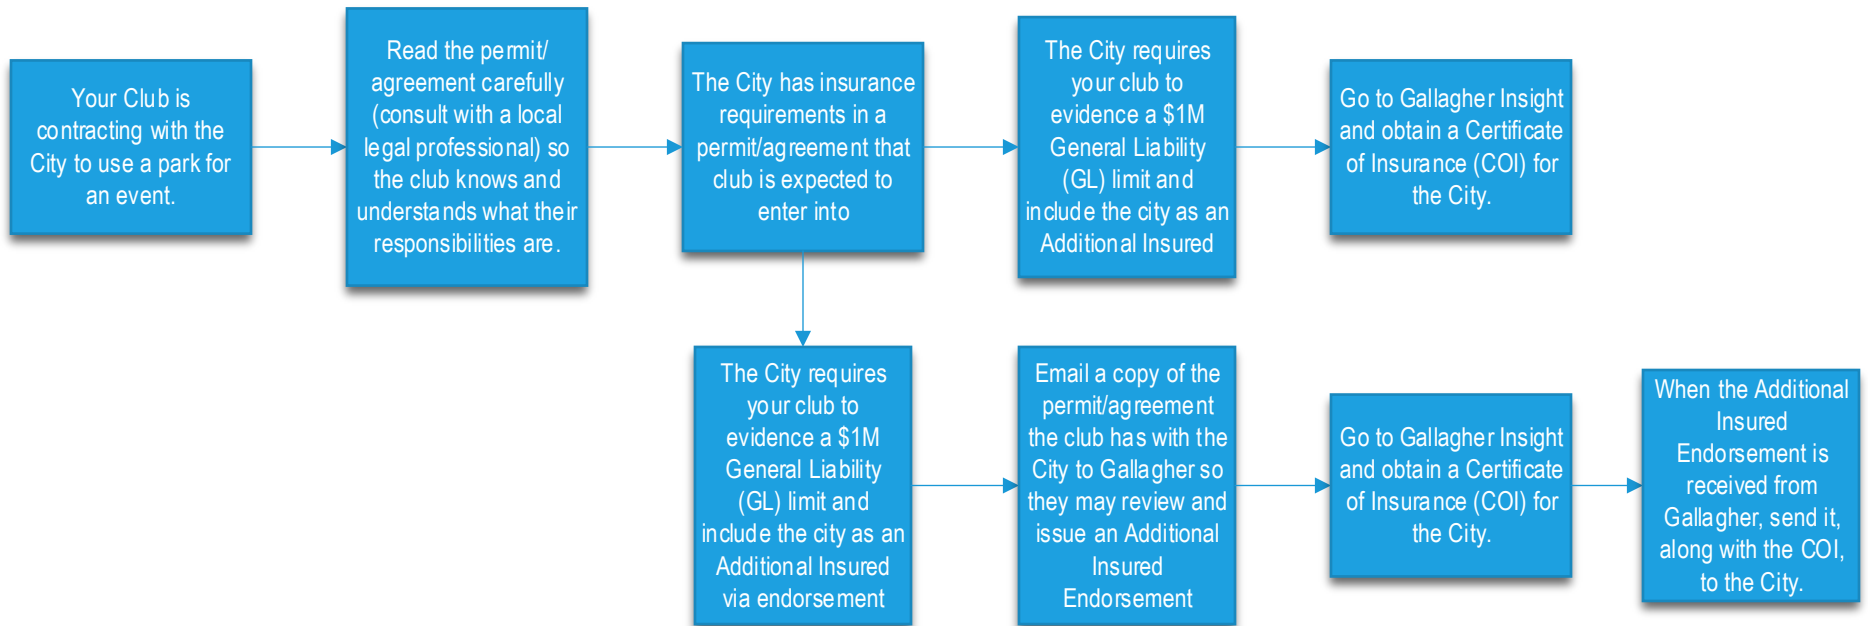 Your Club is
contracting with the
City to use a park for
an event.
Read the permit/
agreement carefully
(consult with a local
legal professional) so
the club knows and
understands what their
responsibilities are.
The City has insurance
requirements in a
permit/agreement that
club is expected to
enter into
The City requires
your club to
evidence a $1M
General Liability
(GL) limit and
include the city as an
Additional Insured
Go to Gallagher Insight
and obtain a Certificate
of Insurance (COI) for
the City.
The City requires
your club to
evidence a $1M
General Liability
(GL) limit and
include the city as an
Additional Insured
via endorsement
Email a copy of the
permit/agreement
the club has with the
City to Gallagher so
they may review and
issue an Additional
Insured
Endorsement
Go to Gallagher Insight
and obtain a Certificate
of Insurance (COI) for
the City.
When the Additional
Insured
Endorsement is
received from
Gallagher, send it,
along with the COI,
to the City.